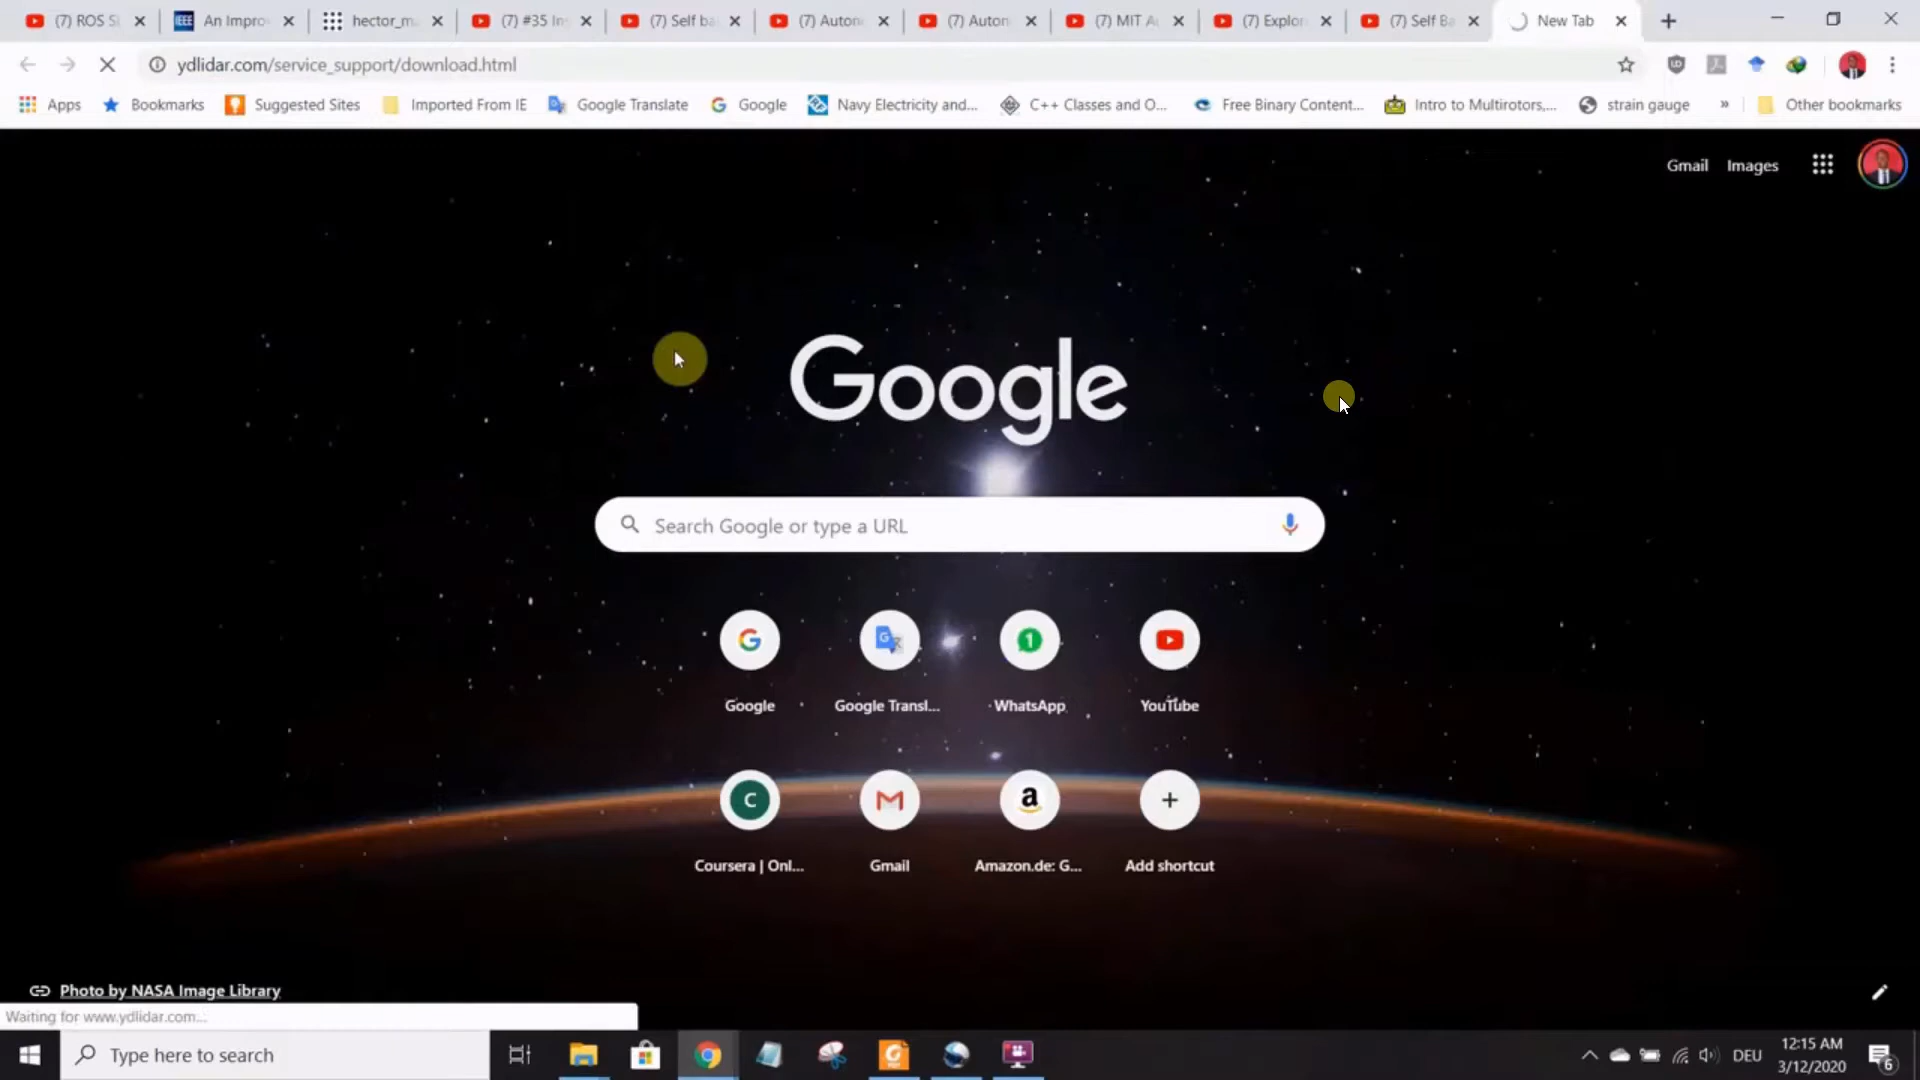 (7) ROS S
An Impro
hector_m
(7) #35 In
(7) Self ba
(7) Auton
(7) Auton
(7) MIT A
(7) Explor
(7) Self Ba
New Tab
ydlidar.com/service_support/download.html
Apps
Bookmarks
Suggested Sites
Imported From IE
Google Translate
Google
Navy Electricity and...
C++ Classes and O...
Free Binary Content...
Intro to Multirotors,...
strain gauge
»
Other bookmarks
Gmail
Images
Google
Search Google or type a URL
Google
Google Transl...
WhatsApp
YouTube
Coursera | Onl...
Gmail
Amazon.de: G...
Add shortcut
Photo by NASA Image Library
Waiting for www.ydlidar.com...
Type here to search
DEU
12:15 AM
3/12/2020
6